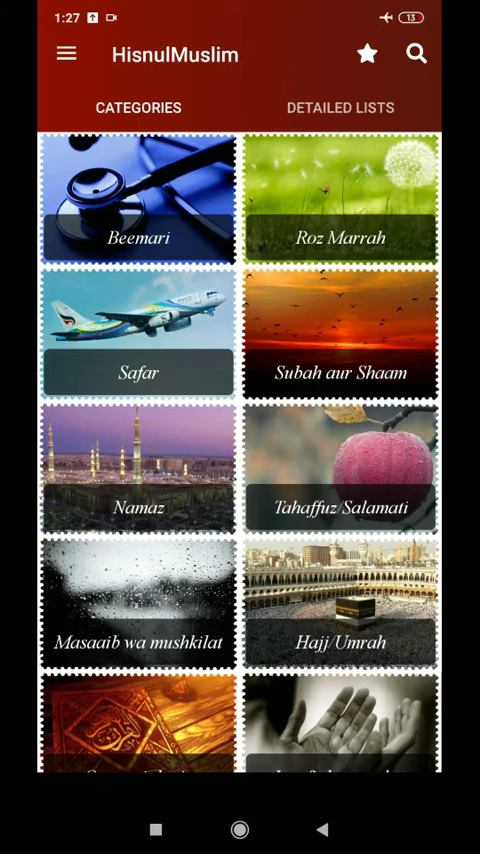 1:27
13
HisnulMuslim
CATEGORIES
DETAILED LISTS
Beemari
Roz Marrah
Safar
Subah aur Shaam
Namaz
Tahaffuz/Salamati
Masaaib wa mushkilat
Hajj/Umrah